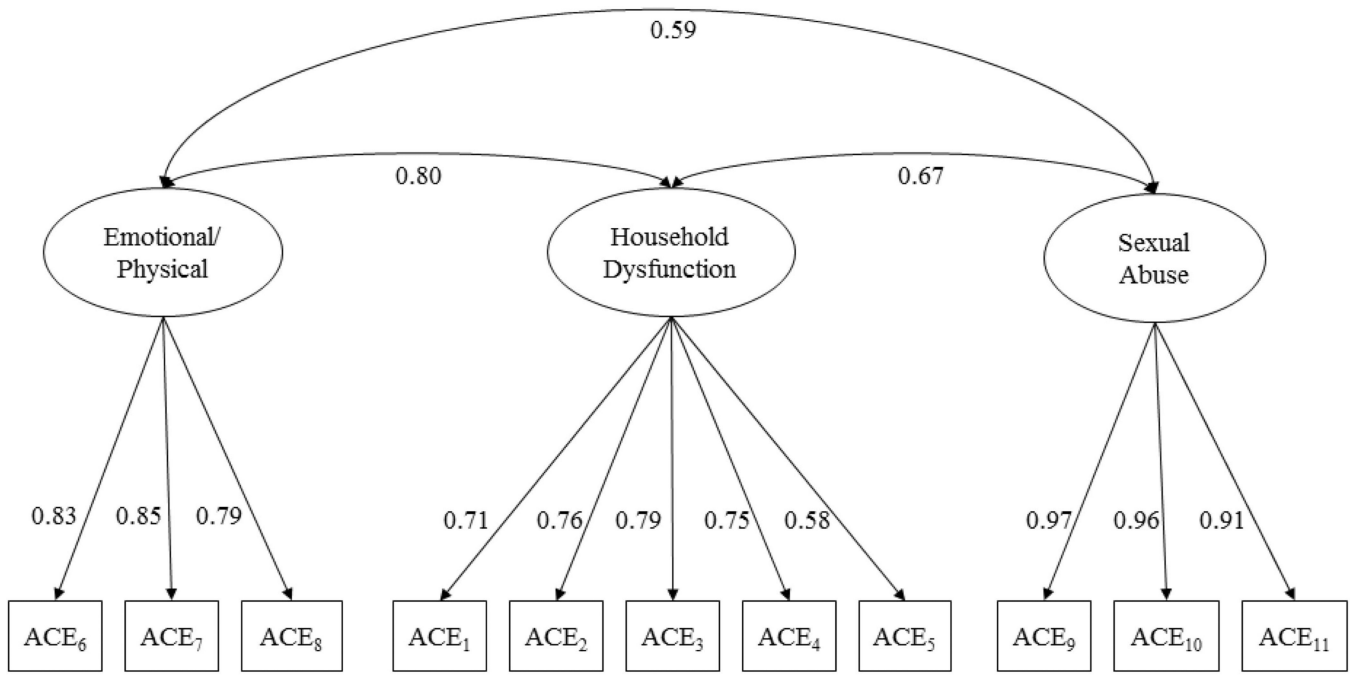 0.59
0.80
0.67
Emotional/
Physical
Household
Dysfunction
Sexual
Abuse
0.83
0.85
0.79
0.71
0.76
0.79
0.75
0.58
0.97
0.96
0.91
ACE₆
ACE₇
ACE₈
ACE₁
ACE₂
ACE₃
ACE₄
ACE₅
ACE₉
ACE₁₀
ACE₁₁